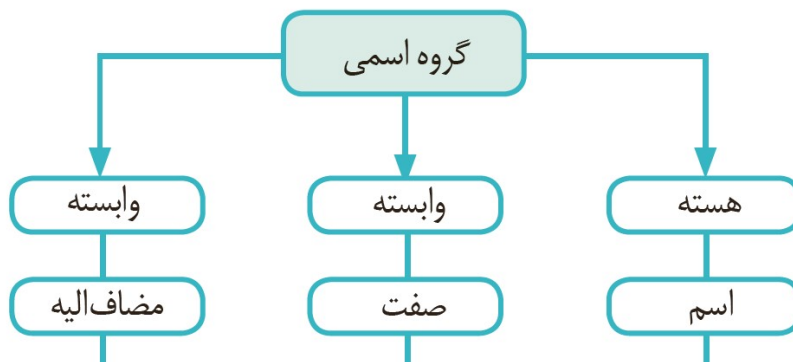 گروه اسمی
هسته
وابسته
وابسته
اسم
صفت
مضاف‌الیه